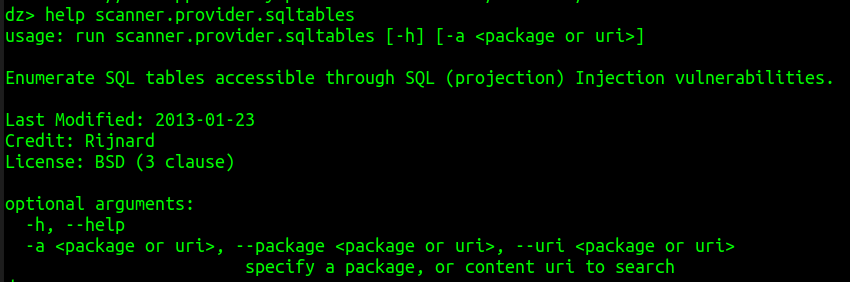 dz> help scanner.provider.sqltables
usage: run scanner.provider.sqltables [-h] [-a <package or uri>]
Enumerate SQL tables accessible through SQL (projection) Injection vulnerabilities.
Last Modified: 2013-01-23
Credit: Rijnard
License: BSD (3 clause)
optional arguments:
-h, --help
-a <package or uri>, --package <package or uri>, --uri <package or uri>
specify a package, or content uri to search